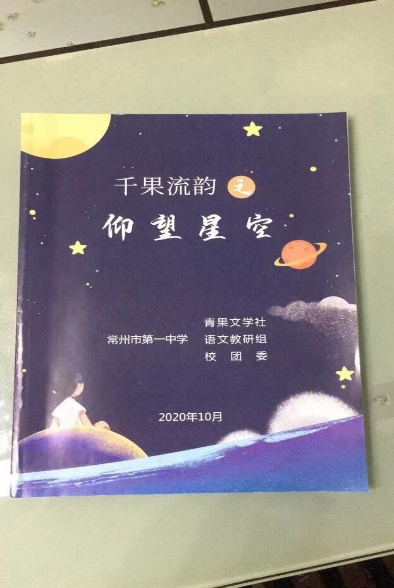 千果流韵 之
仰望星空
青果文学社
常州市第一中学 语文教研组
校团委
2020年10月